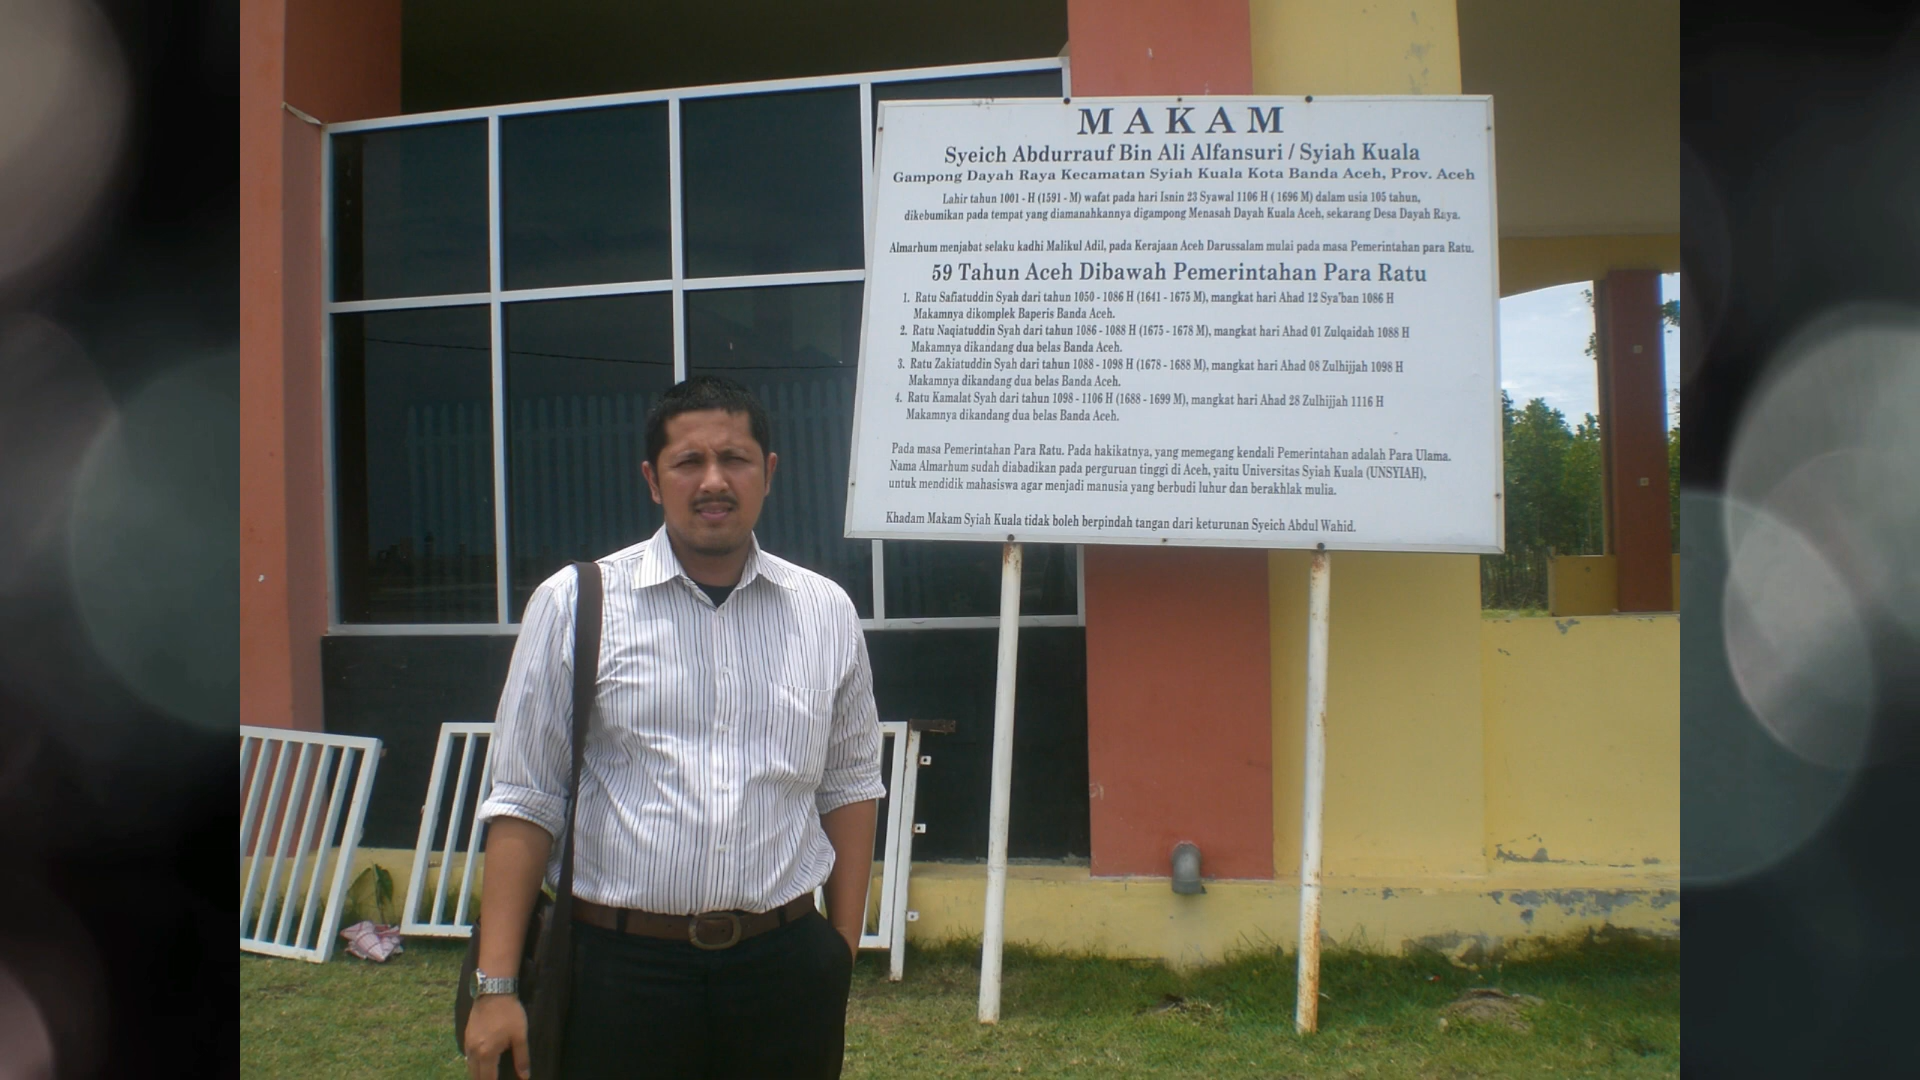 MAKAM
Syeich Abdurrauf Bin Ali Alfansuri / Syiah Kuala
Gampong Dayah Raya Kecamatan Syiah Kuala Kota Banda Aceh, Prov. Aceh
Lahir tahun 1001 - H (1591 - M) wafat pada hari Isnin 23 Syawal 1106 H ( 1696 M) dalam usia 105 tahun,
dikebumikan pada tempat yang diamanahkannya digampong Menasah Dayah Kuala Aceh, sekarang Desa Dayah Raya.
Almarhum menjabat selaku kadhi Malikul Adil, pada Kerajaan Aceh Darussalam mulai pada masa Pemerintahan para Ratu.
59 Tahun Aceh Dibawah Pemerintahan Para Ratu
1. Ratu Safiatuddin Syah dari tahun 1050 - 1086 H (1641 - 1675 M), mangkat hari Ahad 12 Sya'ban 1086 H
Makamnya dikomplek Baperis Banda Aceh.
2. Ratu Naqiatuddin Syah dari tahun 1086 - 1088 H (1675 - 1678 M), mangkat hari Ahad 01 Zulqaidah 1088 H
Makamnya dikandang dua belas Banda Aceh.
3. Ratu Zakiatuddin Syah dari tahun 1088 - 1098 H (1678 - 1688 M), mangkat hari Ahad 08 Zulhijjah 1098 H
Makamnya dikandang dua belas Banda Aceh.
4. Ratu Kamalat Syah dari tahun 1098 - 1106 H (1688 - 1699 M), mangkat hari Ahad 28 Zulhijjah 1116 H
Makamnya dikandang dua belas Banda Aceh.
Pada masa Pemerintahan Para Ratu. Pada hakikatnya, yang memegang kendali Pemerintahan adalah Para Ulama.
Nama Almarhum sudah diabadikan pada perguruan tinggi di Aceh, yaitu Universitas Syiah Kuala (UNSYIAH),
untuk mendidik mahasiswa agar menjadi manusia yang berbudi luhur dan berakhlak mulia.
Khadam Makam Syiah Kuala tidak boleh berpindah tangan dari keturunan Syeich Abdul Wahid.